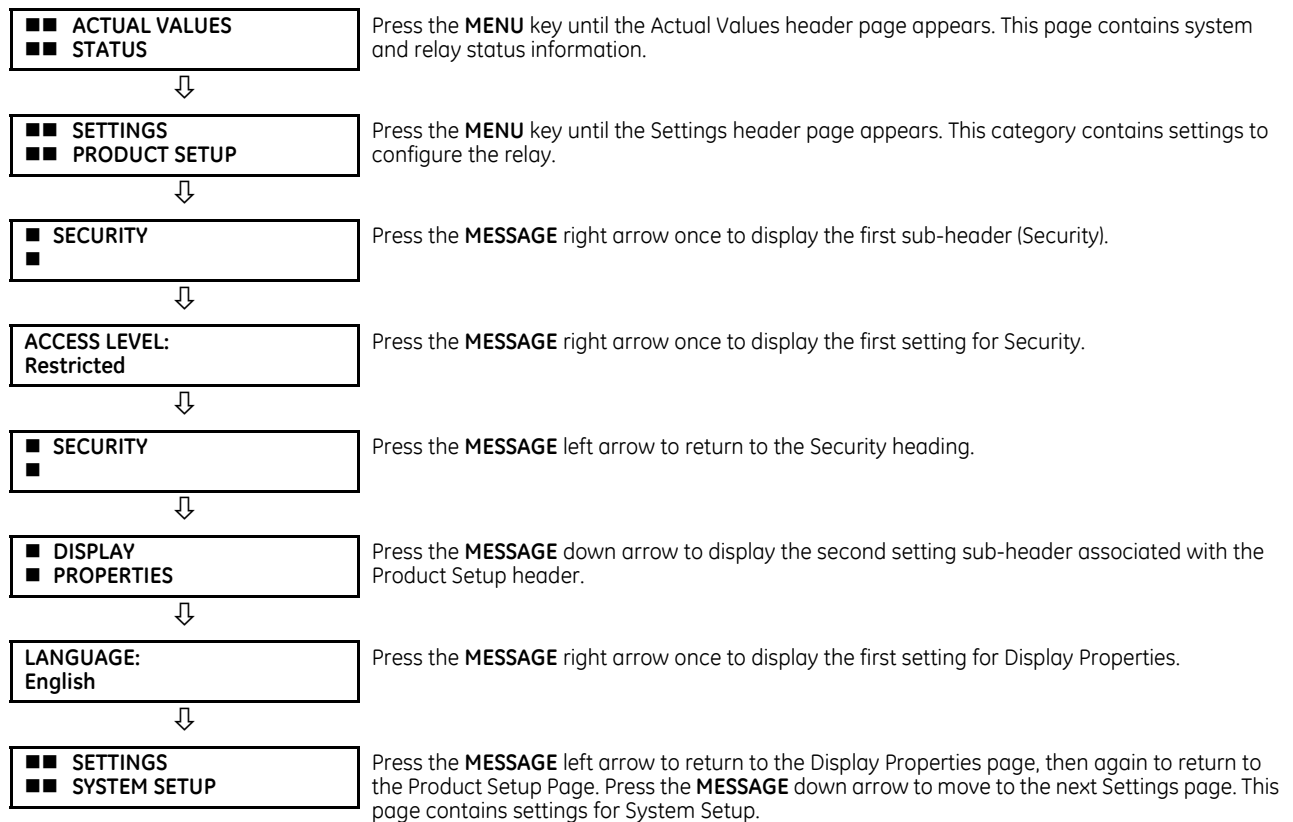 ■■ ACTUAL VALUES
■■ STATUS
Press the MENU key until the Actual Values header page appears. This page contains system
and relay status information.
⇩
■■ SETTINGS
■■ PRODUCT SETUP
Press the MENU key until the Settings header page appears. This category contains settings to
configure the relay.
⇩
■ SECURITY
■
Press the MESSAGE right arrow once to display the first sub-header (Security).
⇩
ACCESS LEVEL:
Restricted
Press the MESSAGE right arrow once to display the first setting for Security.
⇩
■ SECURITY
■
Press the MESSAGE left arrow to return to the Security heading.
⇩
■ DISPLAY
■ PROPERTIES
Press the MESSAGE down arrow to display the second setting sub-header associated with the
Product Setup header.
⇩
LANGUAGE:
English
Press the MESSAGE right arrow once to display the first setting for Display Properties.
⇩
■■ SETTINGS
■■ SYSTEM SETUP
Press the MESSAGE left arrow to return to the Display Properties page, then again to return to
the Product Setup Page. Press the MESSAGE down arrow to move to the next Settings page. This
page contains settings for System Setup.